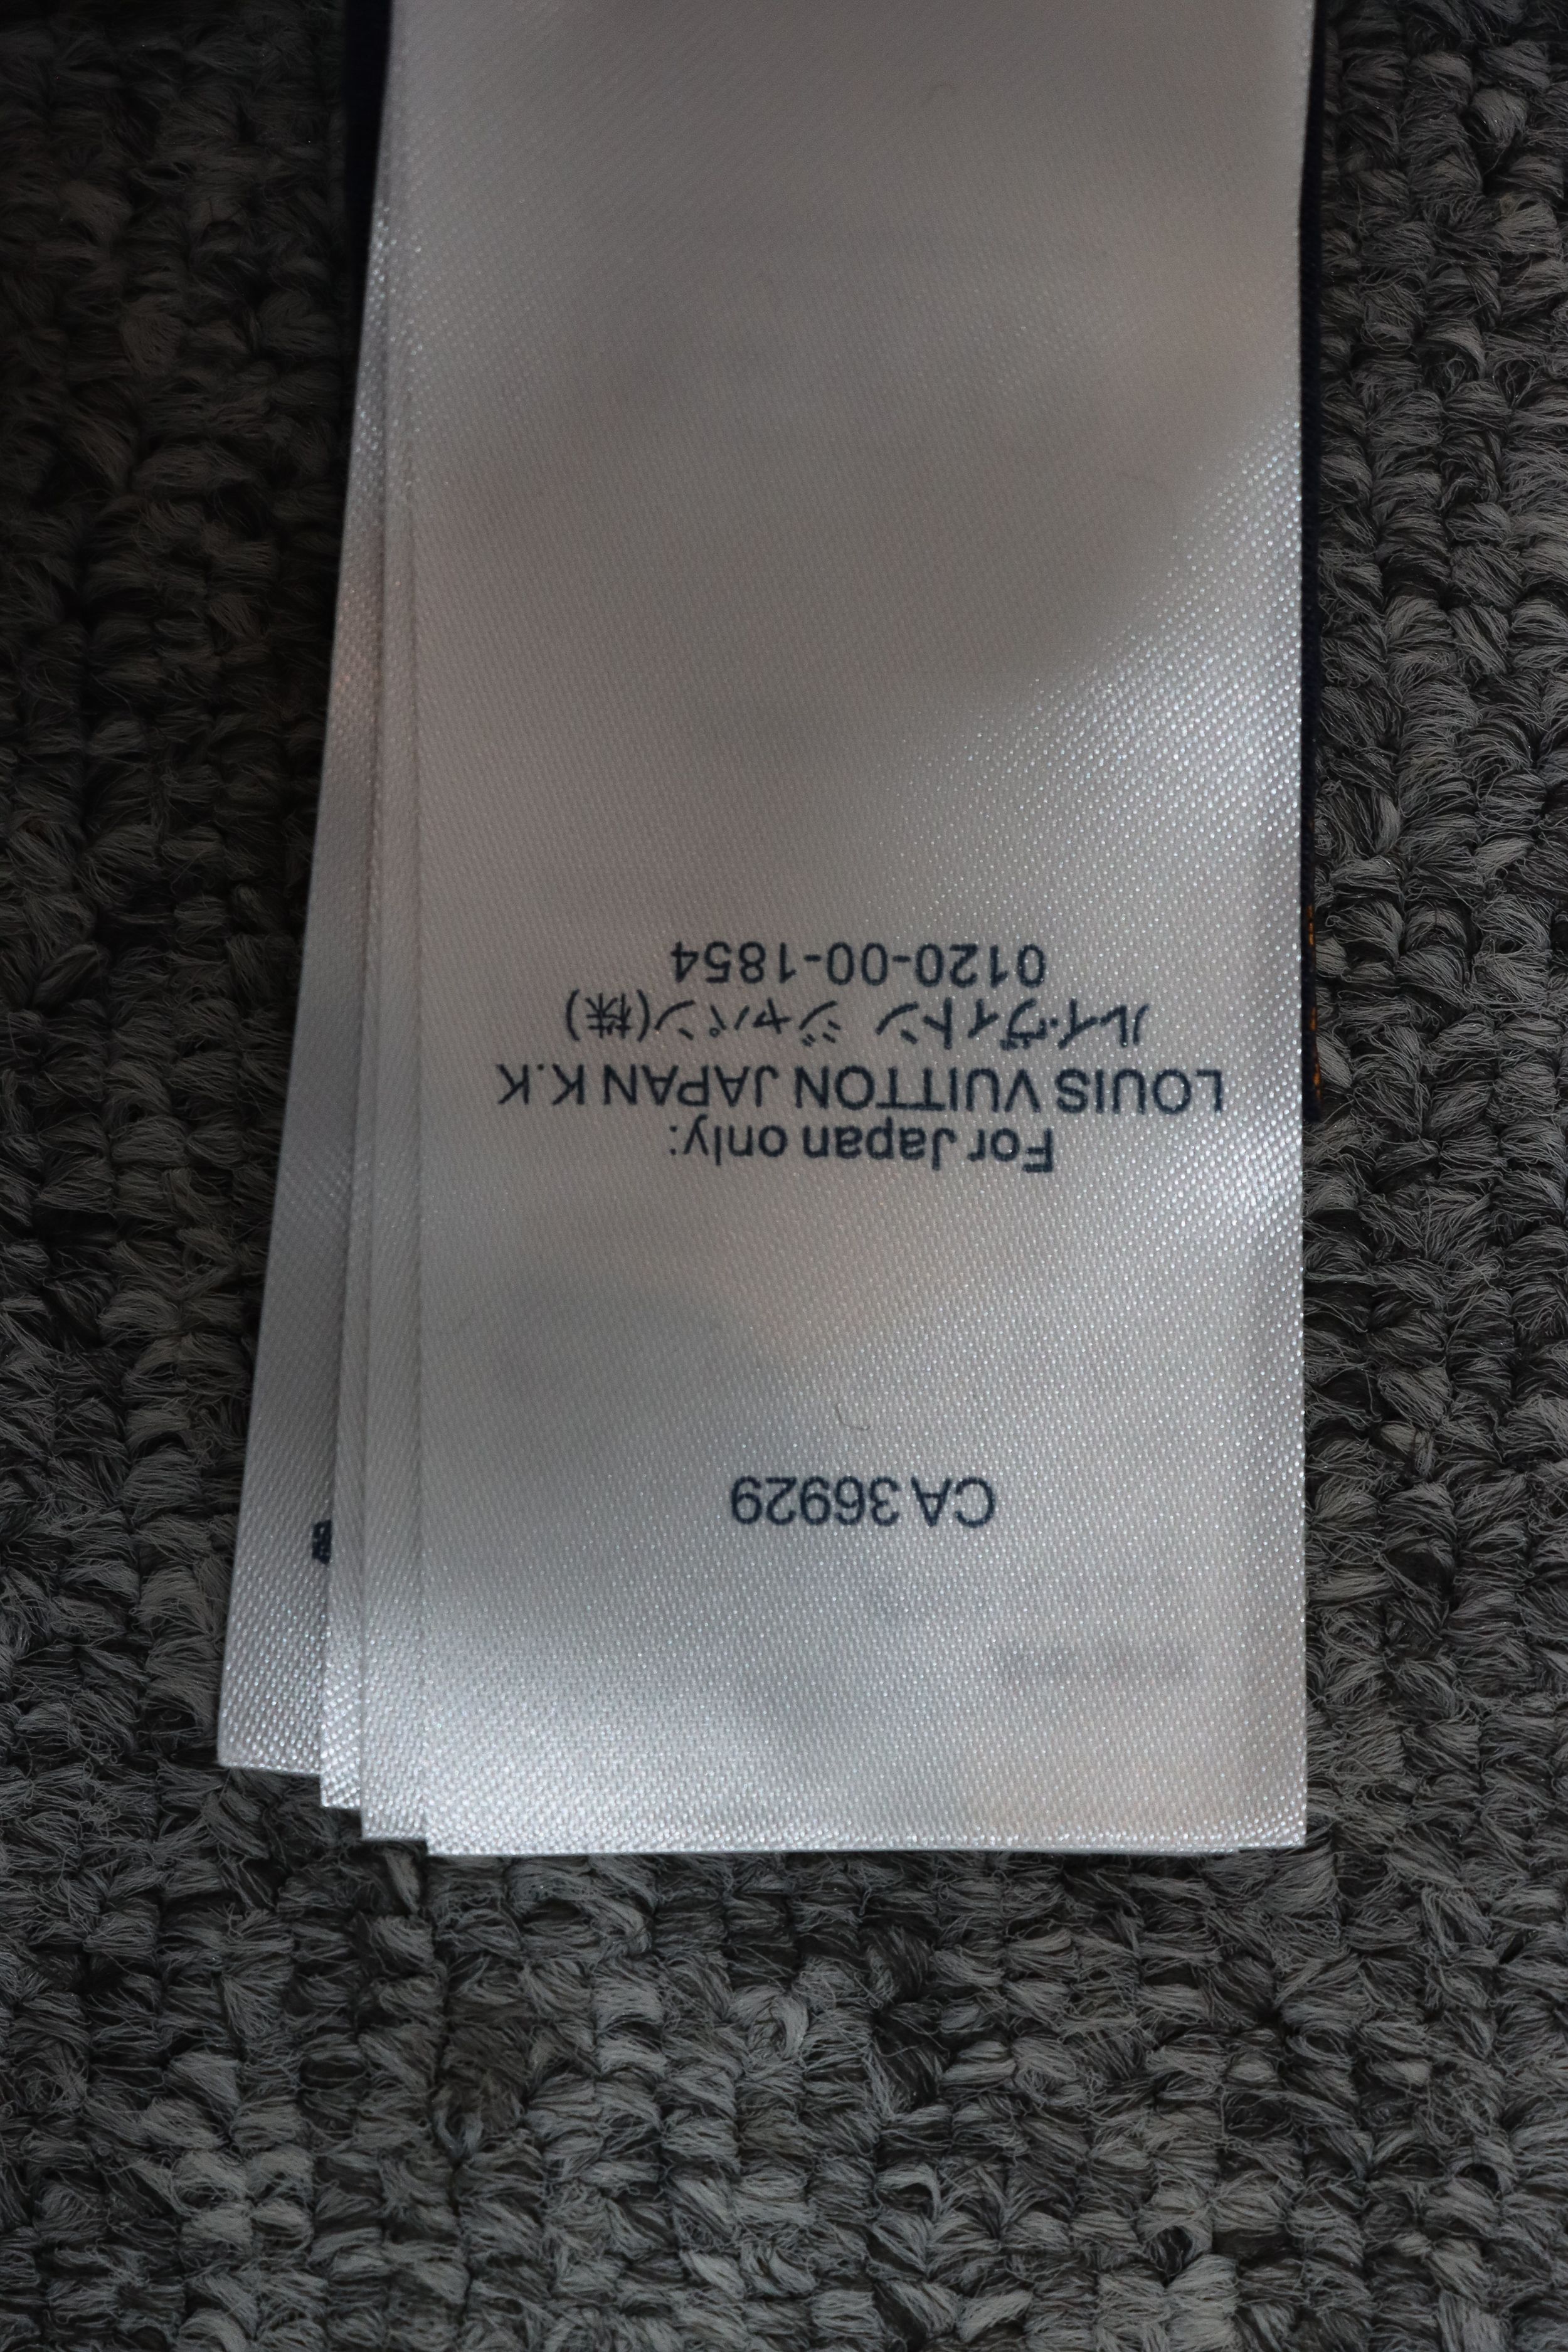 CA 36929
For Japan only:
LOUIS VUITTON JAPAN K.K
ルイ・ヴィトン ジャパン(株)
0120-00-1854